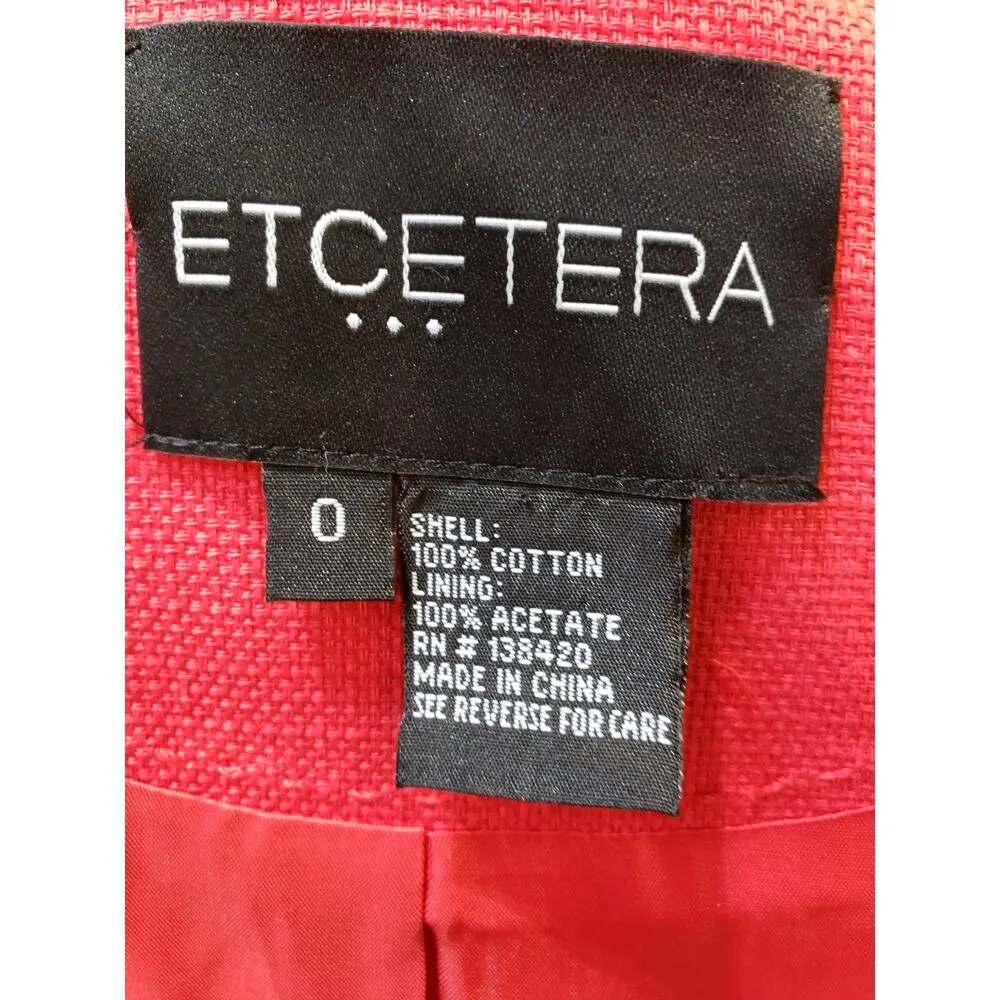 ETCETERA
...
0
SHELL:
100% COTTON
LINING:
100% ACETATE
RN # 138420
MADE IN CHINA
SEE REVERSE FOR CARE